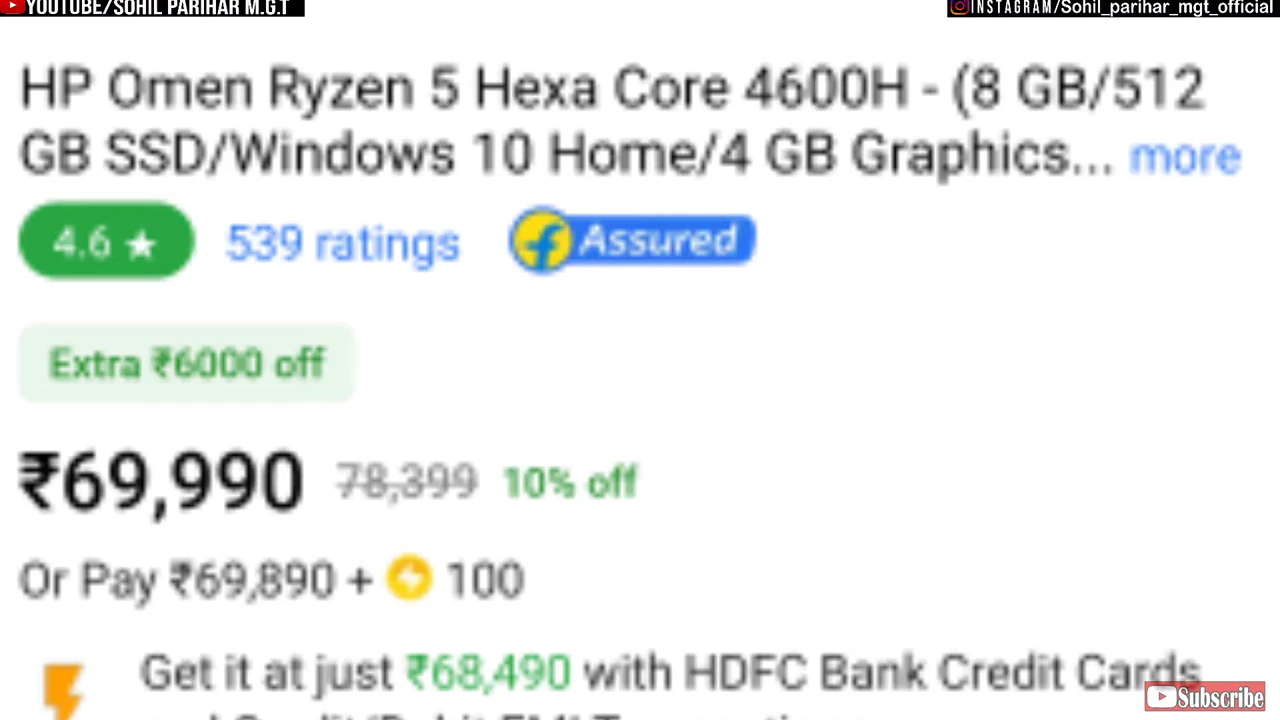 YOUTUBE/SOHIL PARIHAR M.G.T
INSTAGRAM/Sohil_parihar_mgt_official
HP Omen Ryzen 5 Hexa Core 4600H - (8 GB/512
GB SSD/Windows 10 Home/4 GB Graphics... more
4.6 ★ 539 ratings Assured
Extra ₹6000 off
₹69,990 78,399 10% off
Or Pay ₹69,890 + 100
Get it at just ₹68,490 with HDFC Bank Credit Cards
Subscribe